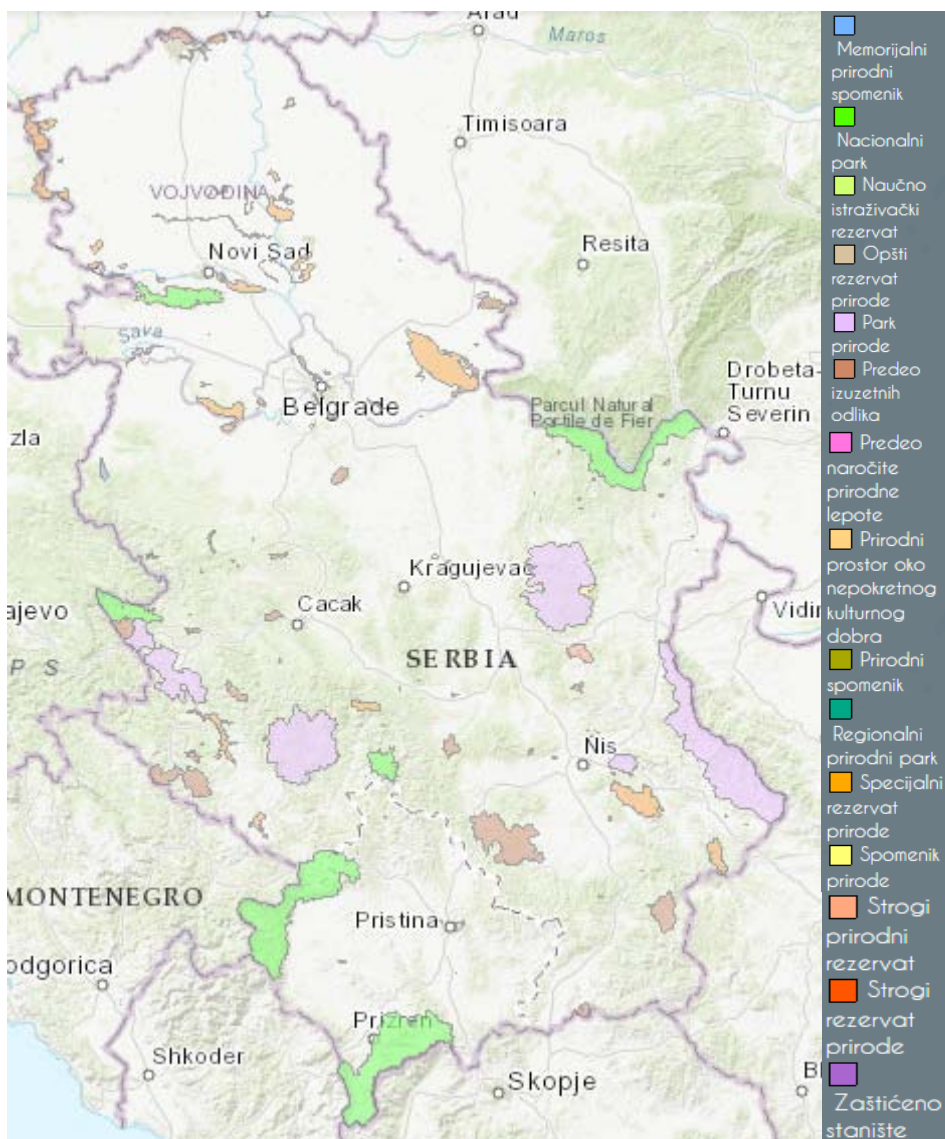 Arad
Maros
Timisoara
VOJVODINA
Resita
Novi Sad
Sava
Drobeta-
Turnu
Severin
Belgrade
Parcul Natural
Portile de Fier
zla
Kragujevac
ajevo
Cacak
Vidin
P S
SERBIA
Nis
MONTENEGRO
Pristina
odgorica
Prizren
Shkoder
Skopje
Memorijalni
prirodni
spomenik
Nacionalni
park
Naučno
istraživački
rezervat
Opšti
rezervat
prirode
Park
prirode
Predeo
izuzetnih
odlika
Predeo
naročite
prirodne
lepote
Prirodni
prostor oko
nepokretnog
kulturnog
dobra
Prirodni
spomenik
Regionalni
prirodni park
Specijalni
rezervat
prirode
Spomenik
prirode
Strogi
prirodni
rezervat
Strogi
rezervat
prirode
Zaštićeno
stanište